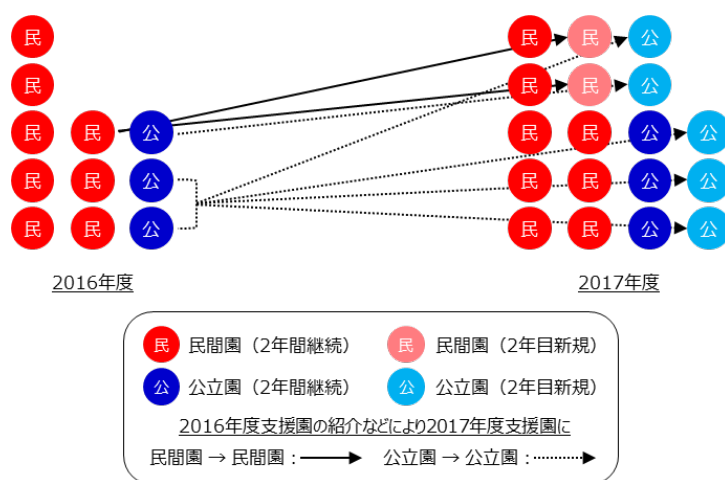 民 民 民 公
民 民 民 公
民 民 公 民 民 公 公
民 民 公 民 民 公 公
民 民 公 民 民 公 公
2016年度 2017年度
民 民間園（2年間継続） 民 民間園（2年目新規）
公 公立園（2年間継続） 公 公立園（2年目新規）
2016年度支援園の紹介などにより2017年度支援園に
民間園 → 民間園： 公立園 → 公立園：